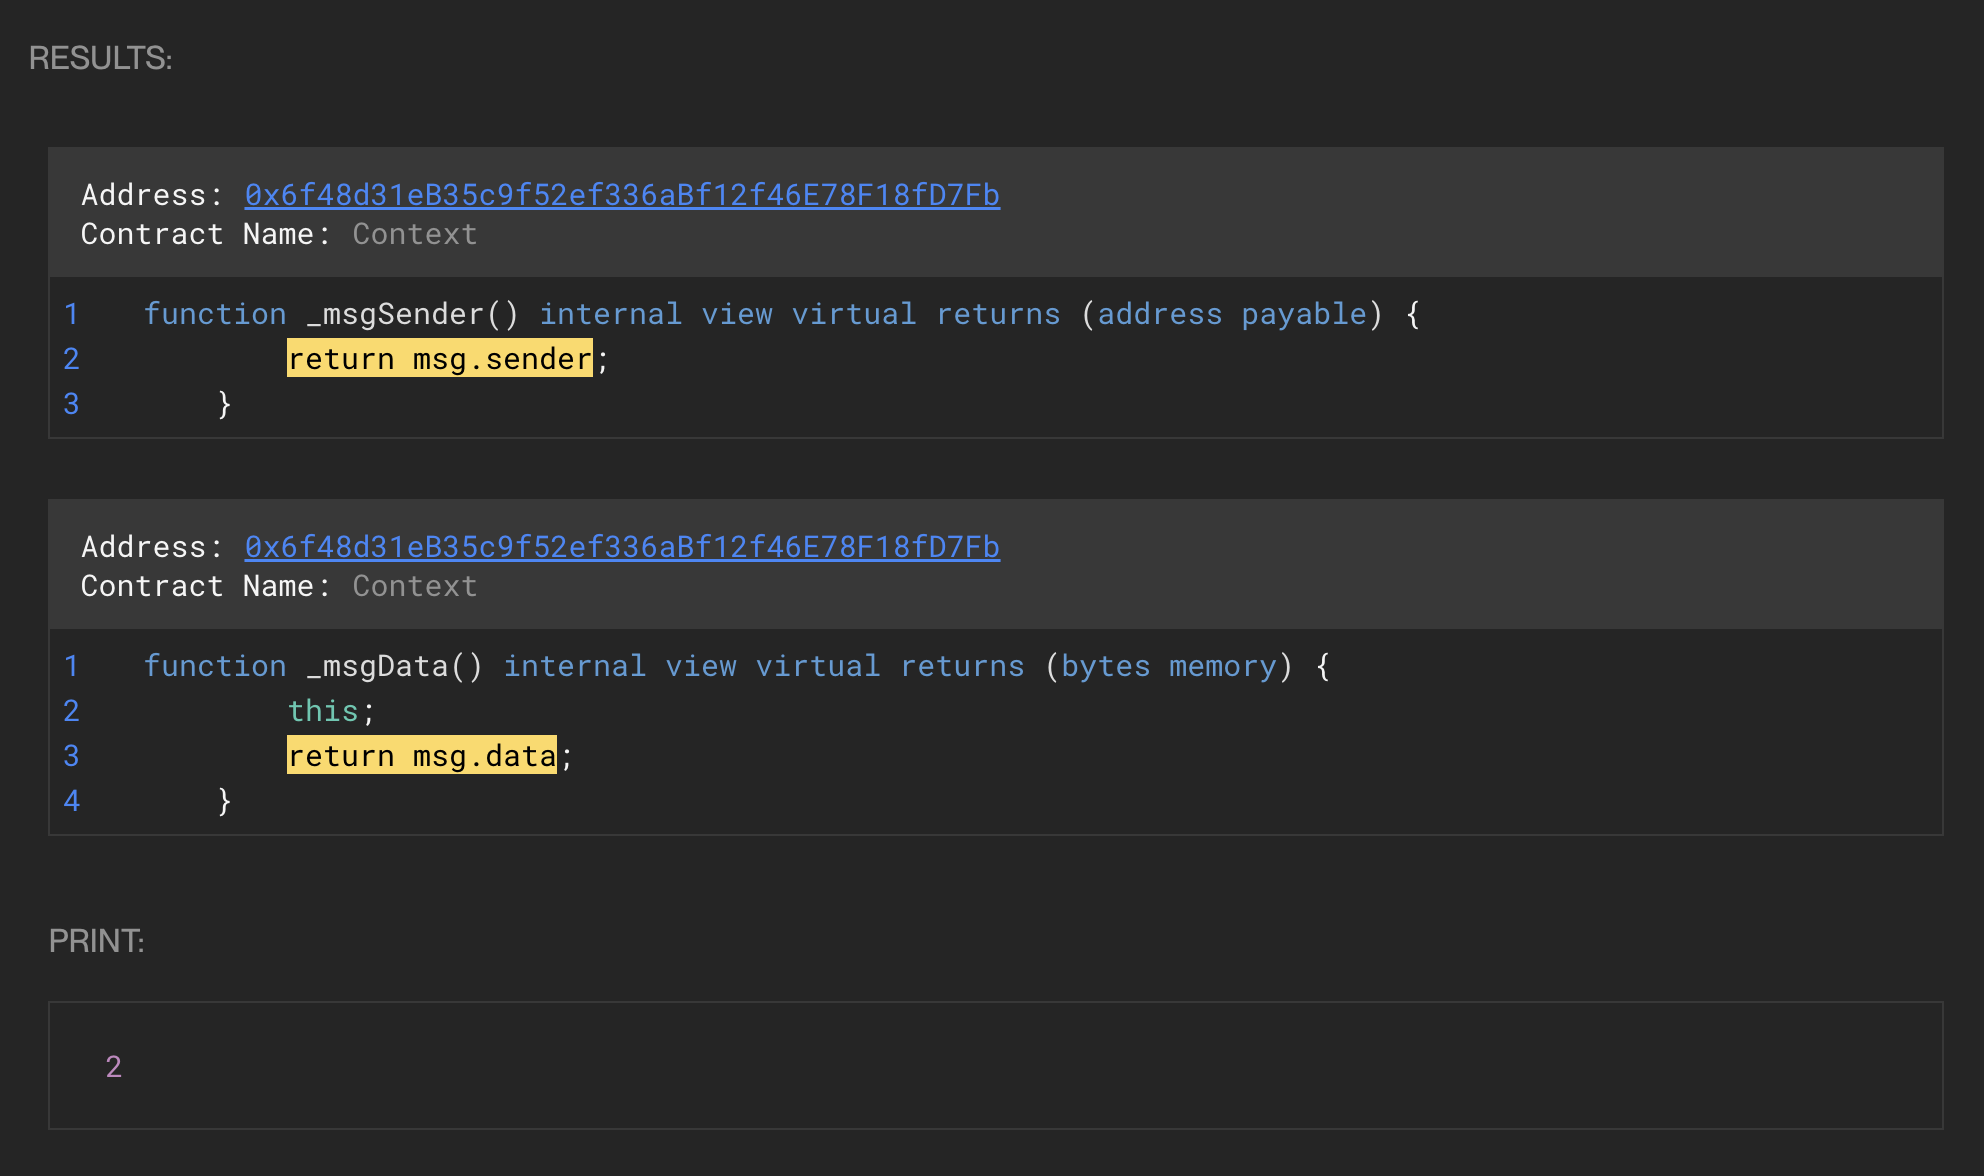 RESULTS:
Address: 0x6f48d31eB35c9f52ef336aBf12f46E78F18fD7Fb
Contract Name: Context
1 function _msgSender() internal view virtual returns (address payable) {
2 return msg.sender;
3 }
Address: 0x6f48d31eB35c9f52ef336aBf12f46E78F18fD7Fb
Contract Name: Context
1 function _msgData() internal view virtual returns (bytes memory) {
2 this;
3 return msg.data;
4 }
PRINT:
2